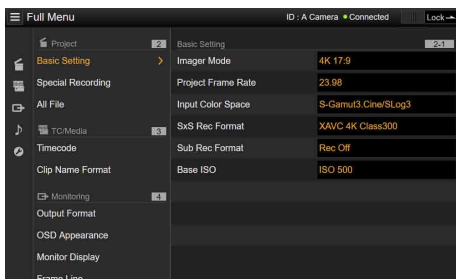 Full Menu
ID : A Camera Connected
Lock
Project 2
Basic Setting >
Special Recording
All File
TC/Media 3
Timecode
Clip Name Format
Monitoring 4
Output Format
OSD Appearance
Monitor Display
Frame Line
Basic Setting 2-1
Imager Mode 4K 17:9
Project Frame Rate 23.98
Input Color Space S-Gamut3.Cine/SLog3
SxS Rec Format XAVC 4K Class300
Sub Rec Format Rec Off
Base ISO ISO 500